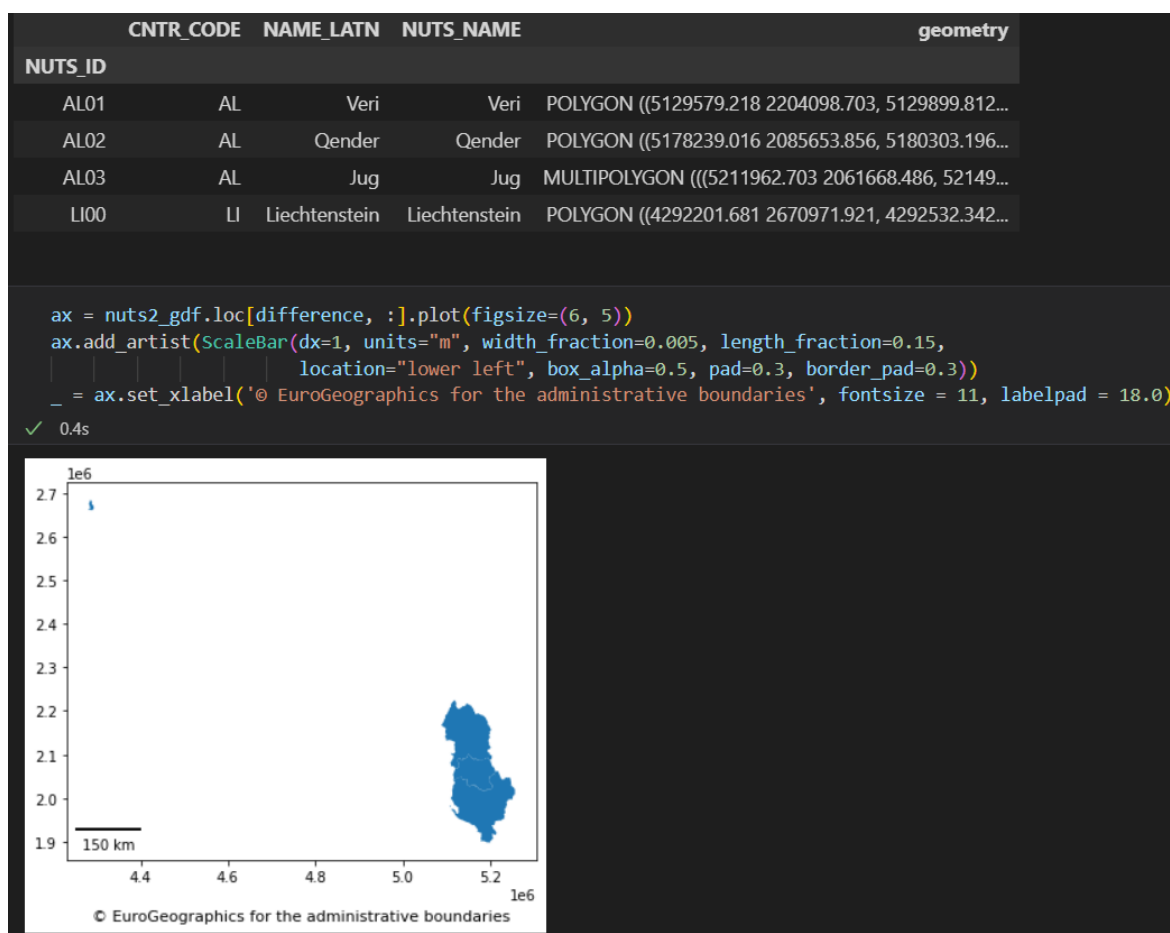 CNTR_CODE NAME_LATN NUTS_NAME geometry
NUTS_ID
AL01 AL Veri Veri POLYGON ((5129579.218 2204098.703, 5129899.812...
AL02 AL Qender Qender POLYGON ((5178239.016 2085653.856, 5180303.196...
AL03 AL Jug Jug MULTIPOLYGON (((5211962.703 2061668.486, 52149...
LI00 LI Liechtenstein Liechtenstein POLYGON ((4292201.681 2670971.921, 4292532.342...
ax = nuts2_gdf.loc[difference, :].plot(figsize=(6, 5))
ax.add_artist(ScaleBar(dx=1, units="m", width_fraction=0.005, length_fraction=0.15,
location="lower left", box_alpha=0.5, pad=0.3, border_pad=0.3))
_ = ax.set_xlabel('© EuroGeographics for the administrative boundaries', fontsize = 11, labelpad = 18.0)
✓ 0.4s
1e6
2.7
2.6
2.5
2.4
2.3
2.2
2.1
2.0
1.9
150 km
4.4 4.6 4.8 5.0 5.2
1e6
© EuroGeographics for the administrative boundaries